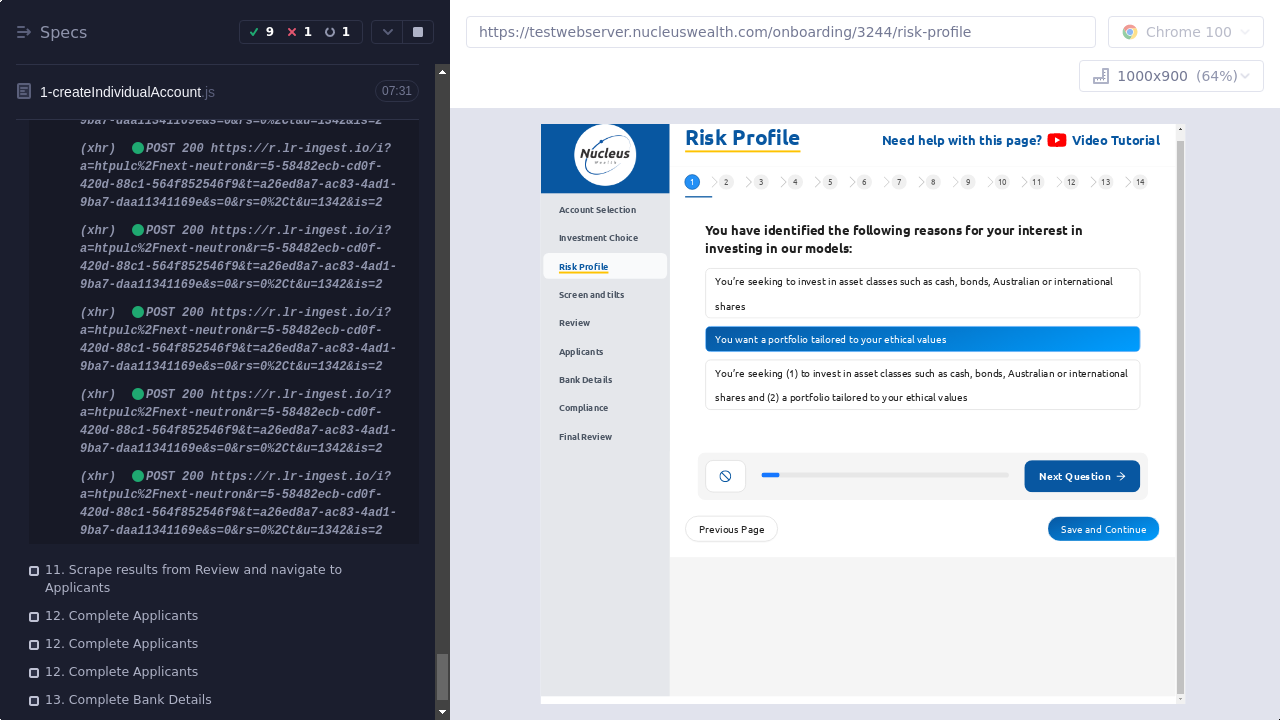 Specs
9
1
1
1-createIndividualAccount.js
07:31
9ba7-daa11341169e&s=0&rs=0%2Ct&u=1342&is=2
(xhr) POST 200 https://r.lr-ingest.io/i?
a=htpulc%2Fnext-neutron&r=5-58482ecb-cd0f-
420d-88c1-564f852546f9&t=a26ed8a7-ac83-4ad1-
9ba7-daa11341169e&s=0&rs=0%2Ct&u=1342&is=2
(xhr) POST 200 https://r.lr-ingest.io/i?
a=htpulc%2Fnext-neutron&r=5-58482ecb-cd0f-
420d-88c1-564f852546f9&t=a26ed8a7-ac83-4ad1-
9ba7-daa11341169e&s=0&rs=0%2Ct&u=1342&is=2
(xhr) POST 200 https://r.lr-ingest.io/i?
a=htpulc%2Fnext-neutron&r=5-58482ecb-cd0f-
420d-88c1-564f852546f9&t=a26ed8a7-ac83-4ad1-
9ba7-daa11341169e&s=0&rs=0%2Ct&u=1342&is=2
(xhr) POST 200 https://r.lr-ingest.io/i?
a=htpulc%2Fnext-neutron&r=5-58482ecb-cd0f-
420d-88c1-564f852546f9&t=a26ed8a7-ac83-4ad1-
9ba7-daa11341169e&s=0&rs=0%2Ct&u=1342&is=2
(xhr) POST 200 https://r.lr-ingest.io/i?
a=htpulc%2Fnext-neutron&r=5-58482ecb-cd0f-
420d-88c1-564f852546f9&t=a26ed8a7-ac83-4ad1-
9ba7-daa11341169e&s=0&rs=0%2Ct&u=1342&is=2
11. Scrape results from Review and navigate to
Applicants
12. Complete Applicants
12. Complete Applicants
12. Complete Applicants
13. Complete Bank Details
https://testwebserver.nucleuswealth.com/onboarding/3244/risk-profile
Chrome 100
1000x900 (64%)
Nucleus
Wealth
Account Selection
Investment Choice
Risk Profile
Screen and tilts
Review
Applicants
Bank Details
Compliance
Final Review
Risk Profile
Need help with this page? Video Tutorial
1 2 3 4 5 6 7 8 9 10 11 12 13 14
You have identified the following reasons for your interest in
investing in our models:
You're seeking to invest in asset classes such as cash, bonds, Australian or international
shares
You want a portfolio tailored to your ethical values
You're seeking (1) to invest in asset classes such as cash, bonds, Australian or international
shares and (2) a portfolio tailored to your ethical values
Next Question
Previous Page
Save and Continue